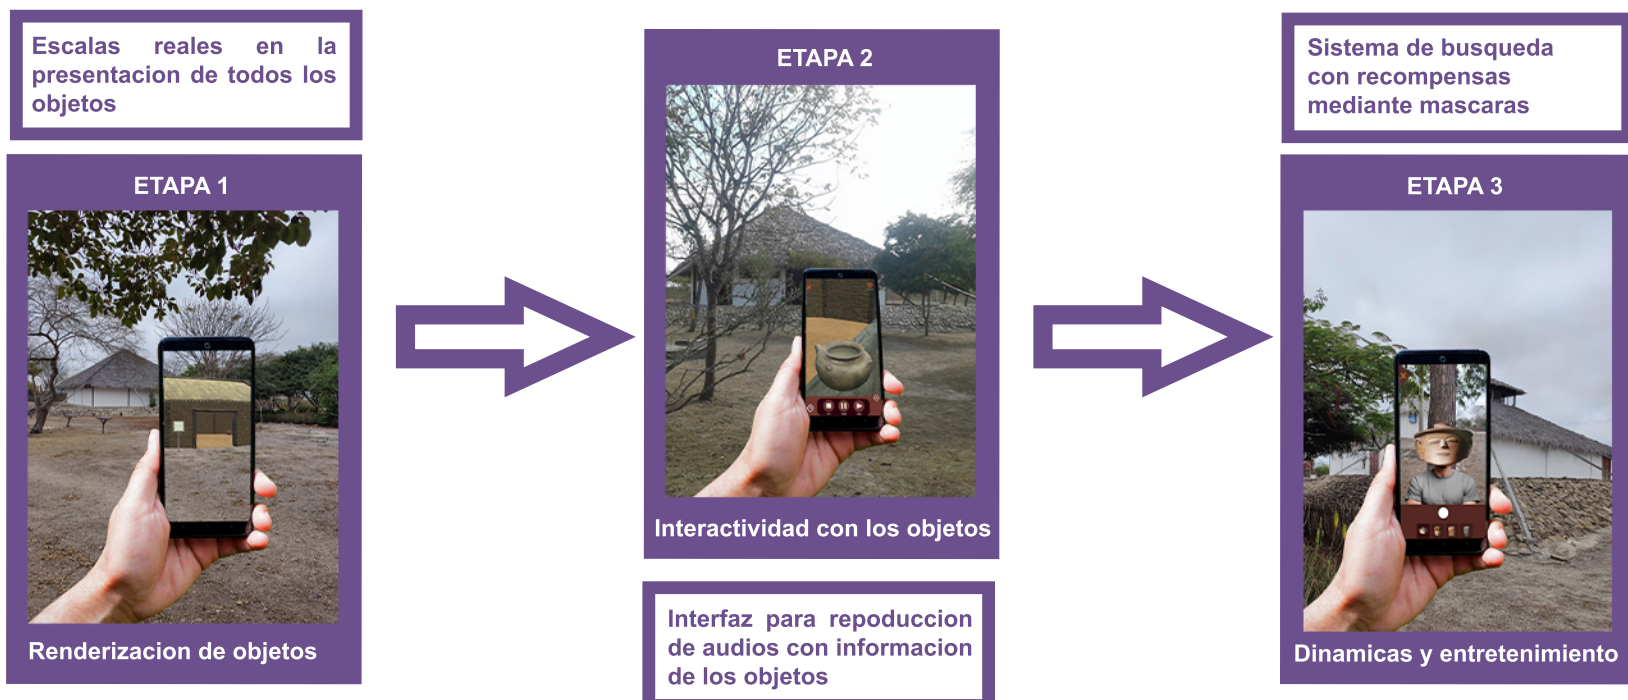 Escalas reales en la
presentacion de todos los
objetos
ETAPA 1
Renderizacion de objetos
ETAPA 2
Interactividad con los objetos
Interfaz para repoduccion
de audios con informacion
de los objetos
Sistema de busqueda
con recompensas
mediante mascaras
ETAPA 3
Dinamicas y entretenimiento